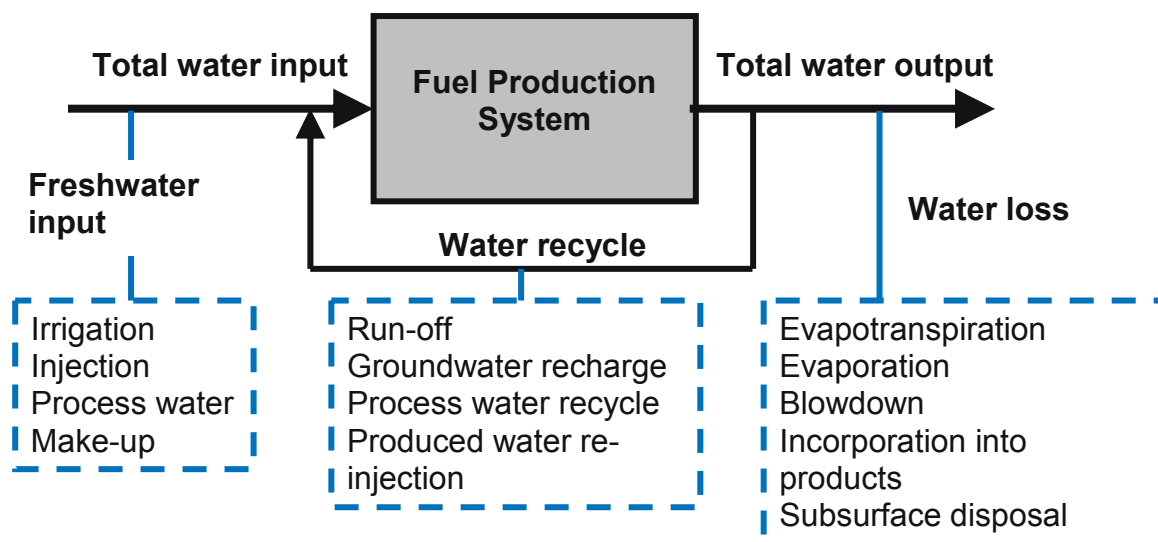 Total water input
Fuel Production
System
Total water output
Freshwater
input
Water loss
Water recycle
Irrigation
Injection
Process water
Make-up
Run-off
Groundwater recharge
Process water recycle
Produced water re-
injection
Evapotranspiration
Evaporation
Blowdown
Incorporation into
products
Subsurface disposal